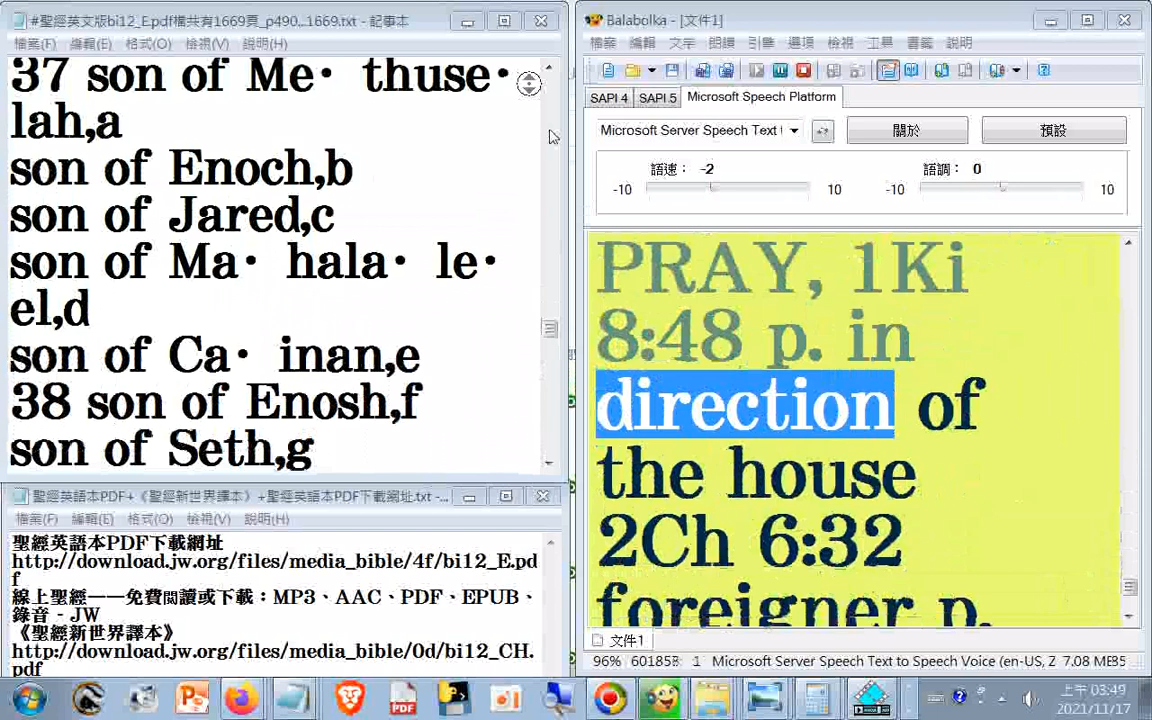 #聖經英文版bi12_E.pdf檔共有1669頁_p490,..1669.txt - 記事本
檔案(F) 編輯(E) 格式(O) 檢視(V) 說明(H)
37 son of Me• thuse•
lah,a
son of Enoch,b
son of Jared,c
son of Ma• hala• le•
el,d
son of Ca• inan,e
38 son of Enosh,f
son of Seth,g
聖經英語本PDF+《聖經新世界譯本》+聖經英語本PDF下載網址.txt - ...
檔案(F) 編輯(E) 格式(O) 檢視(V) 說明(H)
聖經英語本PDF下載網址
http://download.jw.org/files/media_bible/4f/bi12_E.pd
f
線上聖經——免費閱讀或下載：MP3、AAC、PDF、EPUB、
錄音 - JW
《聖經新世界譯本》
http://download.jw.org/files/media_bible/0d/bi12_CH.
pdf
Balabolka - [文件1]
檔案 編輯 文字 朗讀 引擎 選項 檢視 工具 書籤 說明
SAPI 4 SAPI 5 Microsoft Speech Platform
Microsoft Server Speech Text 關於 預設
語速： -2 語調： 0
-10 10 -10 10
PRAY, 1Ki
8:48 p. in
direction of
the house
2Ch 6:32
foreigner p.
文件1
96% 601858: 1 Microsoft Server Speech Text to Speech Voice (en-US, Z 7.08 MB
上午 03:49
2021/11/17